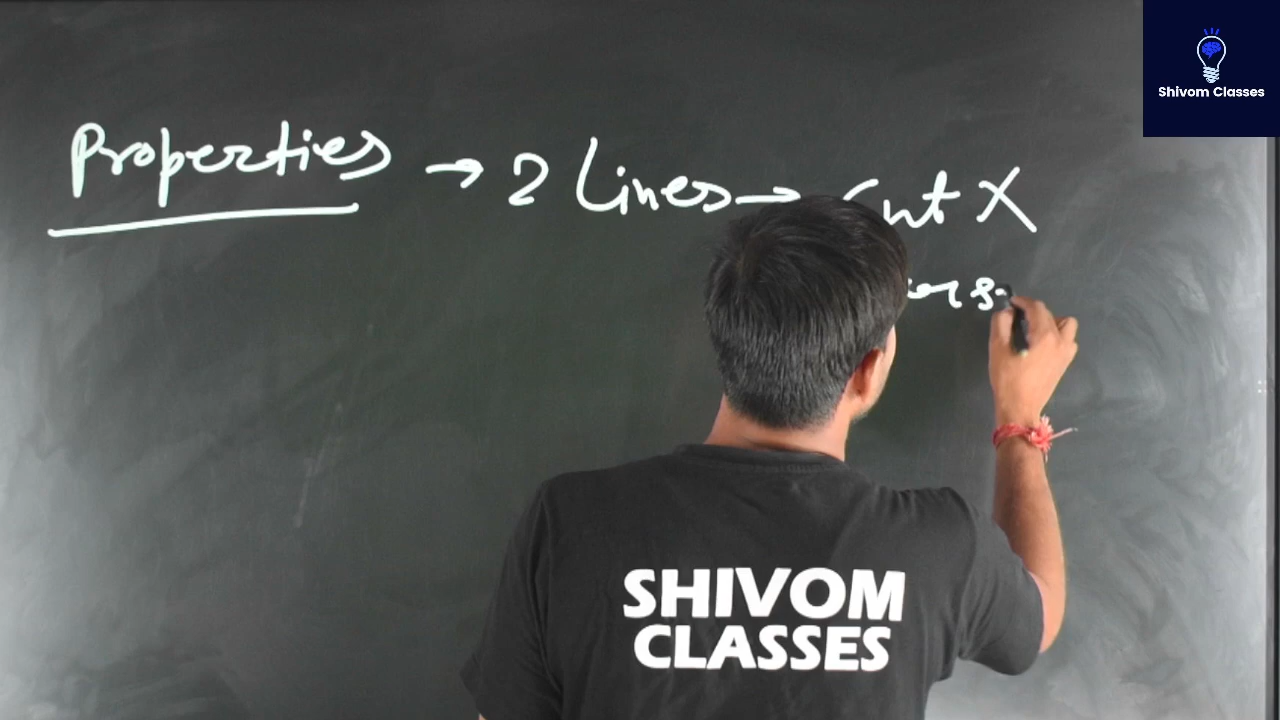 Shivom Classes
Properties → 2 Lines → Cut X
SHIVOM
CLASSES